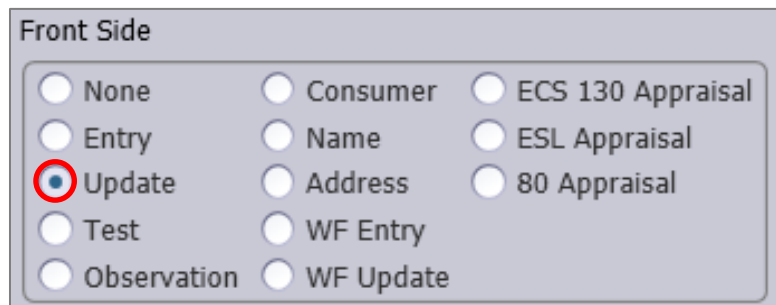 Front Side
None Consumer ECS 130 Appraisal
Entry Name ESL Appraisal
Update Address 80 Appraisal
Test WF Entry
Observation WF Update